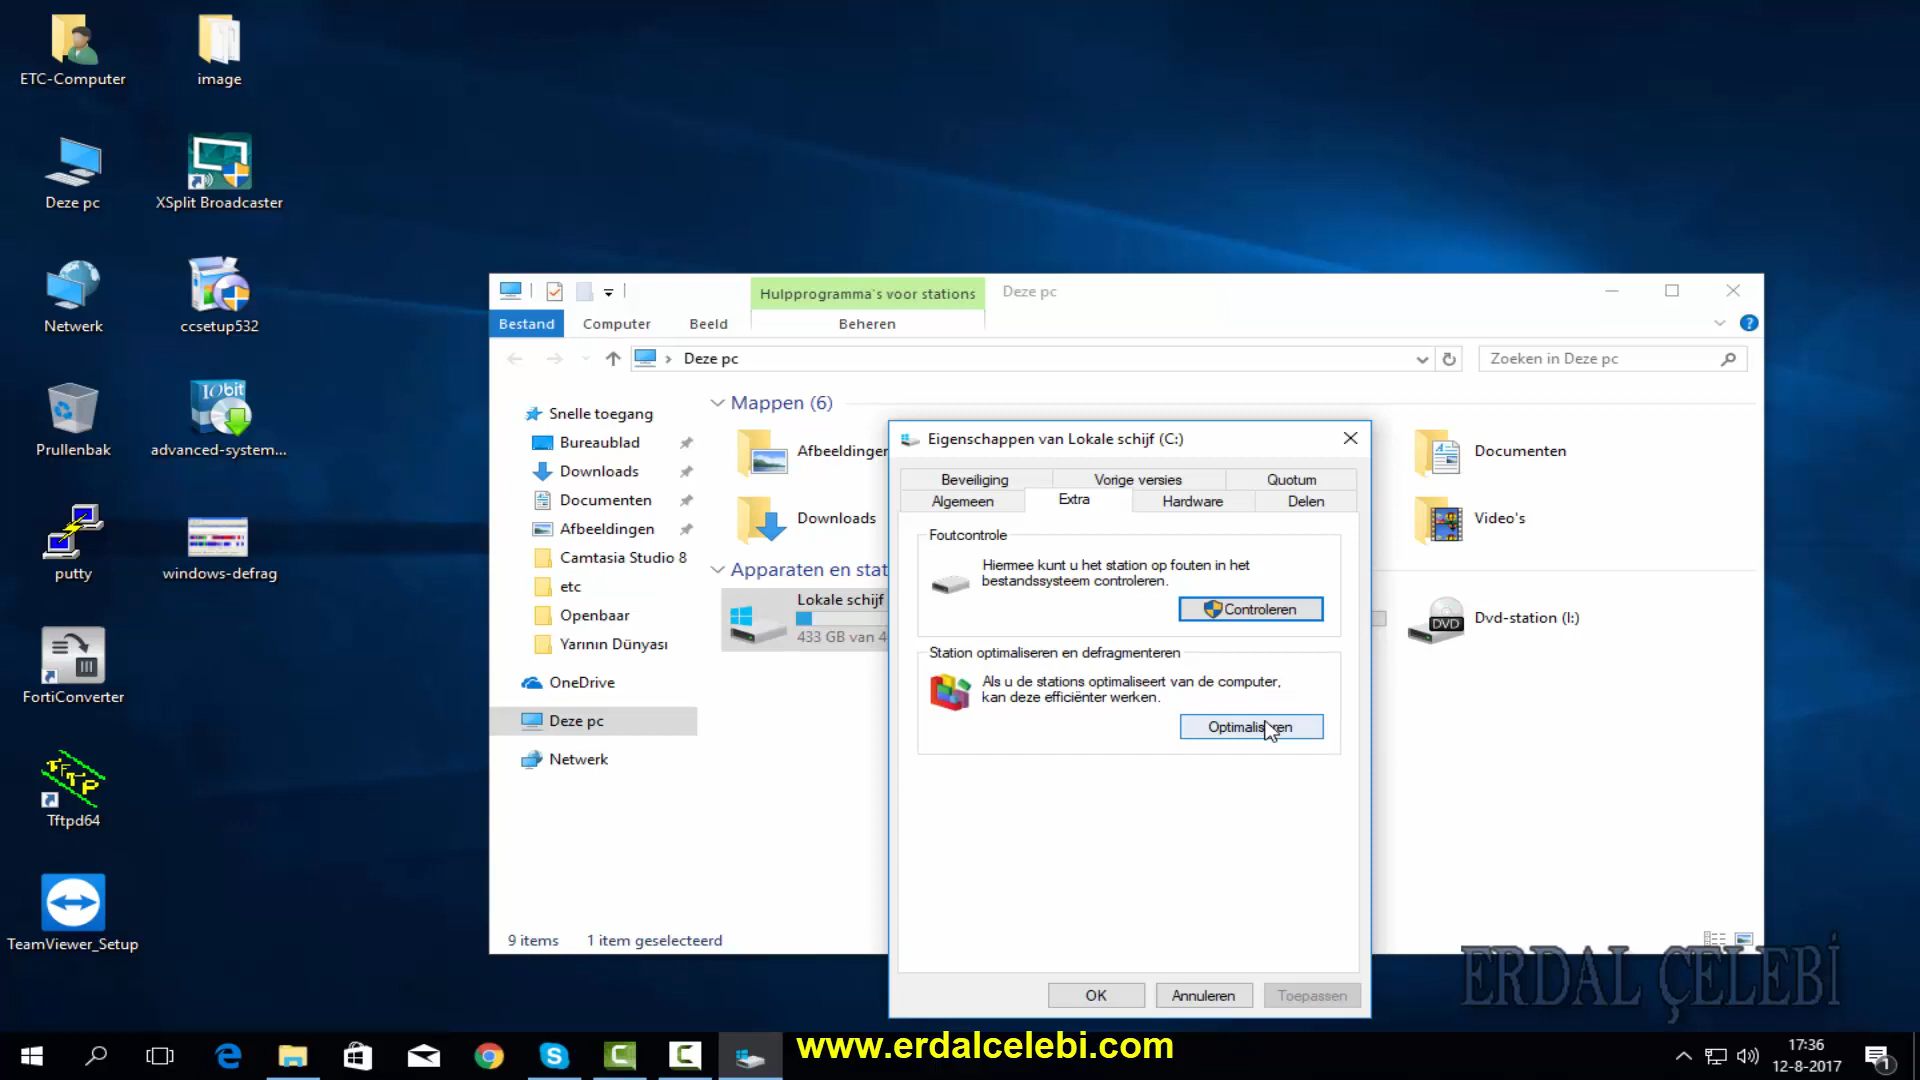 ETC-Computer
image
Deze pc
XSplit Broadcaster
Netwerk
ccsetup532
IObit
Prullenbak
advanced-system...
putty
windows-defrag
FortiConverter
TFTP
Tftpd64
TeamViewer_Setup
Hulpprogramma's voor stations
Deze pc
Bestand
Computer
Beeld
Beheren
Deze pc
Zoeken in Deze pc
Snelle toegang
Bureaublad
Downloads
Documenten
Afbeeldingen
Camtasia Studio 8
etc
Openbaar
Yarının Dünyası
OneDrive
Deze pc
Netwerk
Mappen (6)
Afbeeldingen
Documenten
Downloads
Video's
Apparaten en stat
Lokale schijf
433 GB van 4
DVD
Dvd-station (I:)
9 items
1 item geselecteerd
Eigenschappen van Lokale schijf (C:)
Beveiliging
Vorige versies
Quotum
Algemeen
Extra
Hardware
Delen
Foutcontrole
Hiermee kunt u het station op fouten in het
bestandssysteem controleren.
Controleren
Station optimaliseren en defragmenteren
Als u de stations optimaliseert van de computer,
kan deze efficiënter werken.
Optimaliseren
OK
Annuleren
Toepassen
ERDAL ÇELEBİ
www.erdalcelebi.com
17:36
12-8-2017
1